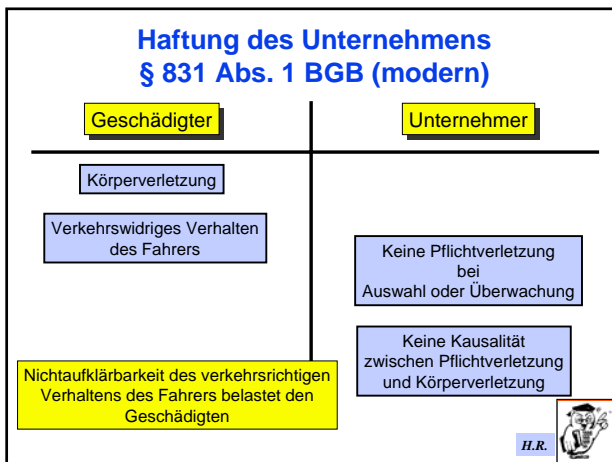 Haftung des Unternehmens
§ 831 Abs. 1 BGB (modern)
Geschädigter
Unternehmer
Körperverletzung
Verkehrswidriges Verhalten
des Fahrers
Keine Pflichtverletzung
bei
Auswahl oder Überwachung
Keine Kausalität
zwischen Pflichtverletzung
und Körperverletzung
Nichtaufklärbarkeit des verkehrsrichtigen
Verhaltens des Fahrers belastet den
Geschädigten
H.R.